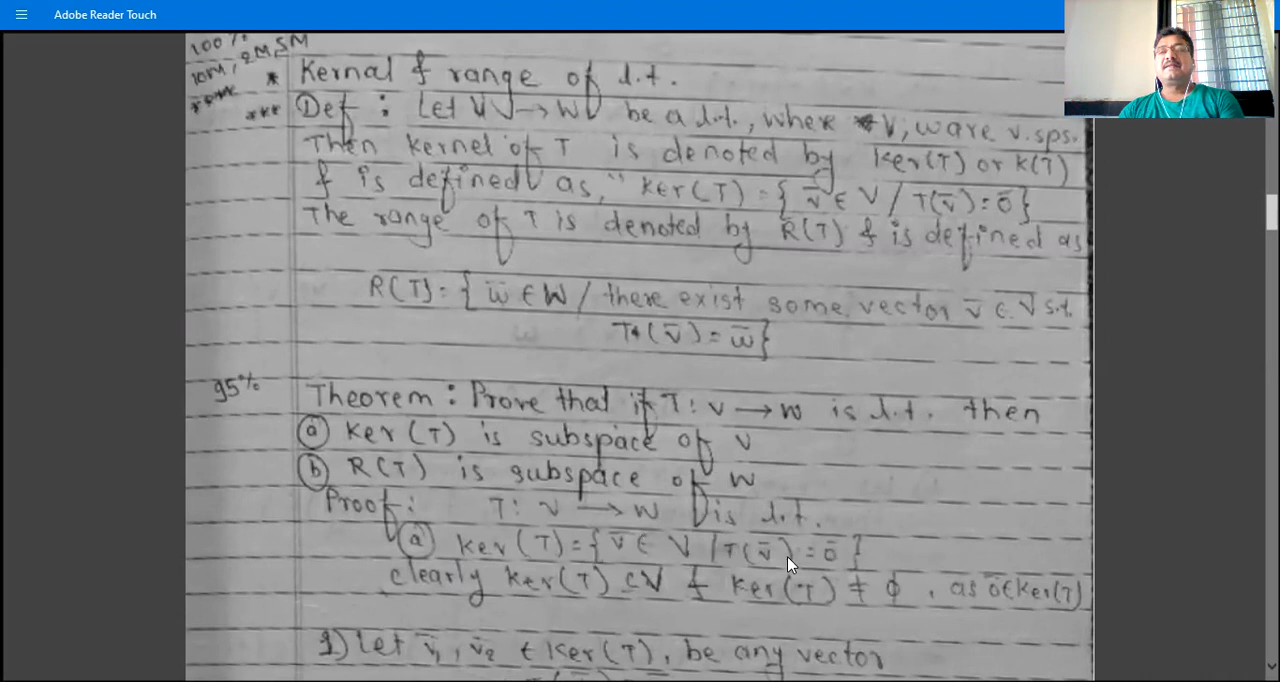 Adobe Reader Touch
100%
10M, 2M, 5M
Kernal & range of l.t.
① Def : Let V → W be a l.t., where V, W are v. sps.
Then kernel of T is denoted by Ker(T) or K(T)
& is defined as, " Ker(T) = { v̄ ∈ V / T(v̄) = ō }
The range of T is denoted by R(T) & is defined as
R(T) = { w̄ ∈ W / there exist some vector v̄ ∈ V s.t.
T(v̄) = w̄ }
95%
Theorem : Prove that if T : V → W is l.t. then
ⓐ Ker(T) is subspace of V
ⓑ R(T) is subspace of W
Proof : T : V → W is l.t.
ⓐ Ker(T) = { v̄ ∈ V / T(v̄) = ō }
clearly Ker(T) ⊂ V & Ker(T) ≠ ϕ , as ō ∈ Ker(T)
1) Let v̄₁, v̄₂ ∈ Ker(T), be any vector